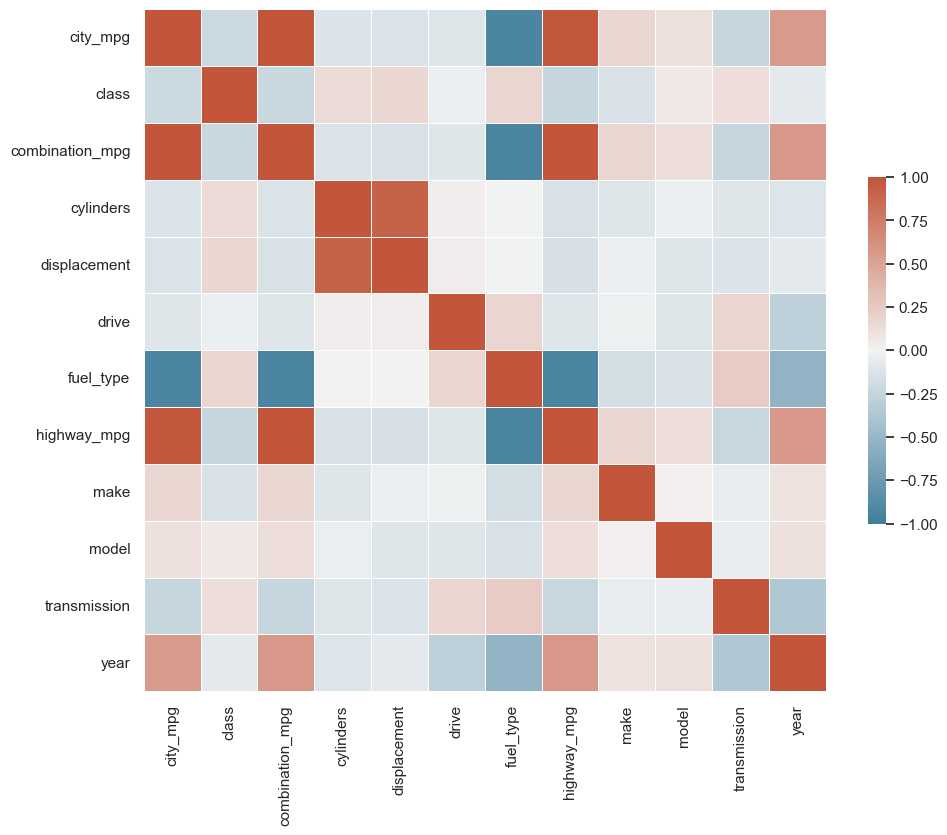 city_mpg
class
combination_mpg
cylinders
displacement
drive
fuel_type
highway_mpg
make
model
transmission
year
city_mpg
class
combination_mpg
cylinders
displacement
drive
fuel_type
highway_mpg
make
model
transmission
year
1.00
0.75
0.50
0.25
0.00
−0.25
−0.50
−0.75
−1.00